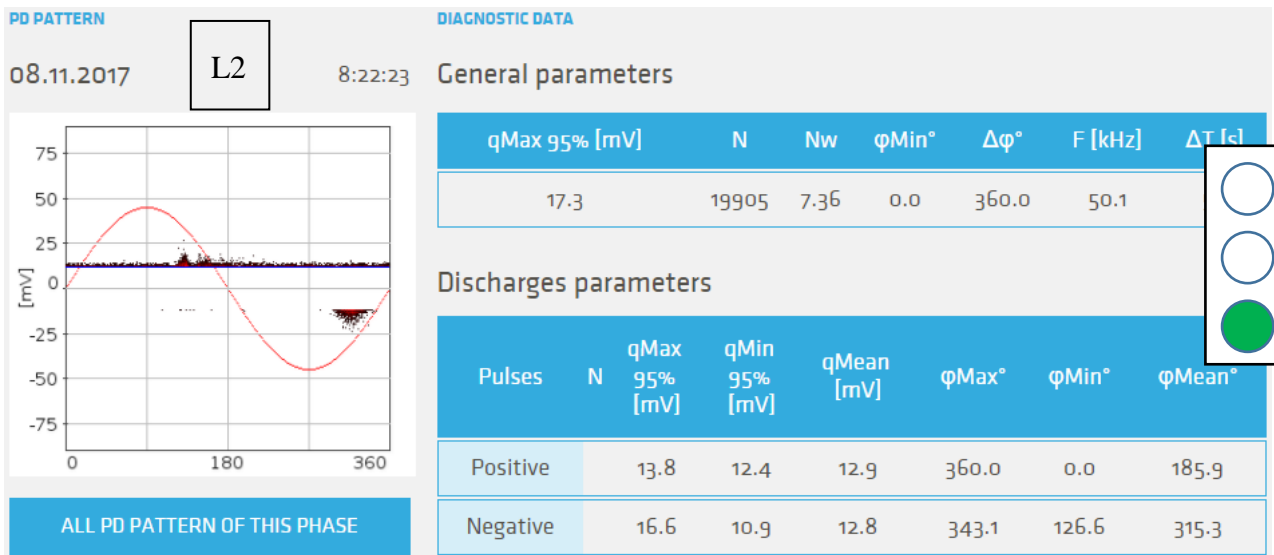 PD PATTERN
08.11.2017
L2
8:22:23
75
50
25
0
-25
-50
-75
[mV]
0 180 360
ALL PD PATTERN OF THIS PHASE
DIAGNOSTIC DATA
General parameters
qMax 95% [mV] N Nw φMin° Δφ° F [kHz] ΔT [s]
17.3 19905 7.36 0.0 360.0 50.1
Discharges parameters
Pulses N qMax 95% [mV] qMin 95% [mV] qMean [mV] φMax° φMin° φMean°
Positive 13.8 12.4 12.9 360.0 0.0 185.9
Negative 16.6 10.9 12.8 343.1 126.6 315.3